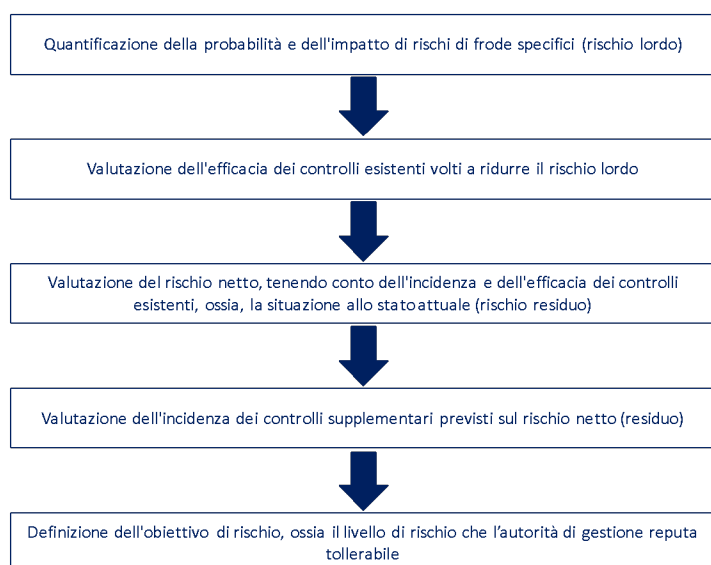 Quantificazione della probabilità e dell'impatto di rischi di frode specifici (rischio lordo)
Valutazione dell'efficacia dei controlli esistenti volti a ridurre il rischio lordo
Valutazione del rischio netto, tenendo conto dell'incidenza e dell'efficacia dei controlli
esistenti, ossia, la situazione allo stato attuale (rischio residuo)
Valutazione dell'incidenza dei controlli supplementari previsti sul rischio netto (residuo)
Definizione dell'obiettivo di rischio, ossia il livello di rischio che l’autorità di gestione reputa
tollerabile